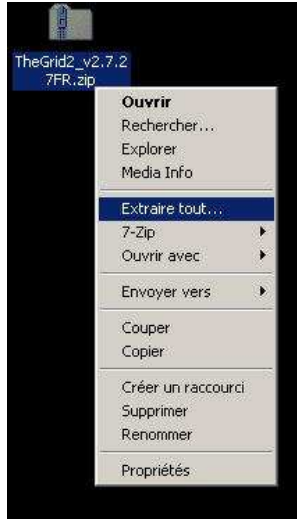 TheGrid2_v2.7.2
7FR.zip
Ouvrir
Rechercher...
Explorer
Media Info
Extraire tout...
7-Zip
Ouvrir avec
Envoyer vers
Couper
Copier
Créer un raccourci
Supprimer
Renommer
Propriétés